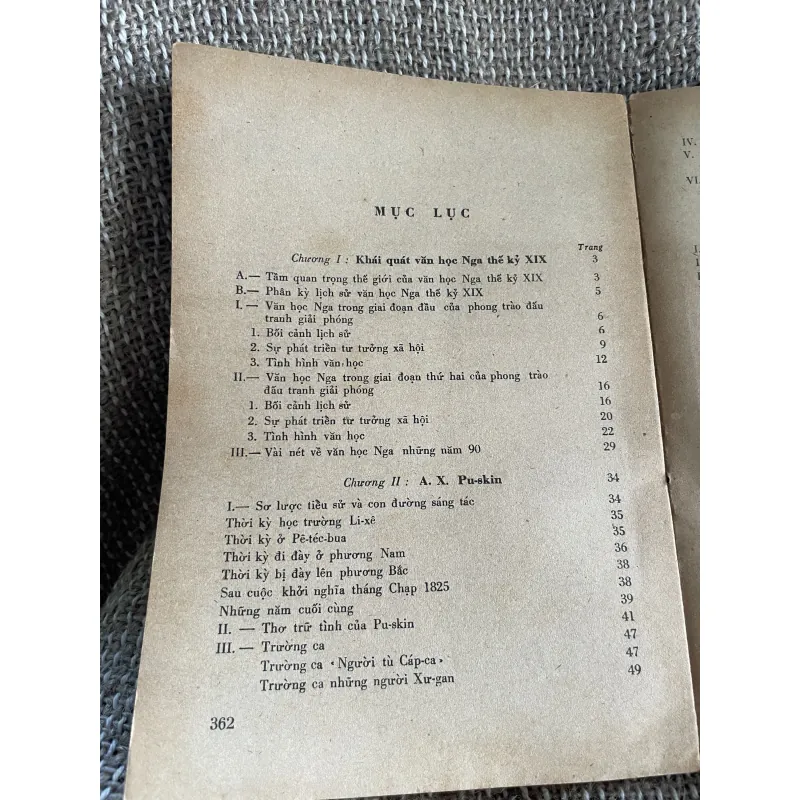 MỤC LỤC
Trang
Chương I : Khái quát văn học Nga thế kỷ XIX 3
A.— Tầm quan trọng thế giới của văn học Nga thế kỷ XIX 3
B.— Phân kỳ lịch sử văn học Nga thế kỷ XIX 5
I.— Văn học Nga trong giai đoạn đầu của phong trào đấu
tranh giải phóng 6
1. Bối cảnh lịch sử 6
2. Sự phát triển tư tưởng xã hội 9
3. Tình hình văn học 12
II.— Văn học Nga trong giai đoạn thứ hai của phong trào
đấu tranh giải phóng 16
1. Bối cảnh lịch sử 16
2. Sự phát triển tư tưởng xã hội 20
3. Tình hình văn học 22
III.— Vài nét về văn học Nga những năm 90 29
Chương II : A. X. Pu-skin 34
I.— Sơ lược tiểu sử và con đường sáng tác 34
Thời kỳ học trường Li-xê 35
Thời kỳ ở Pê-téc-bua 35
Thời kỳ đi đày ở phương Nam 36
Thời kỳ bị đày lên phương Bắc 38
Sau cuộc khởi nghĩa tháng Chạp 1825 38
Những năm cuối cùng 39
II. — Thơ trữ tình của Pu-skin 41
III. — Trường ca 47
Trường ca «Người tù Cáp-ca» 47
Trường ca những người Xư-gan 49
362
IV.
V.
VI.